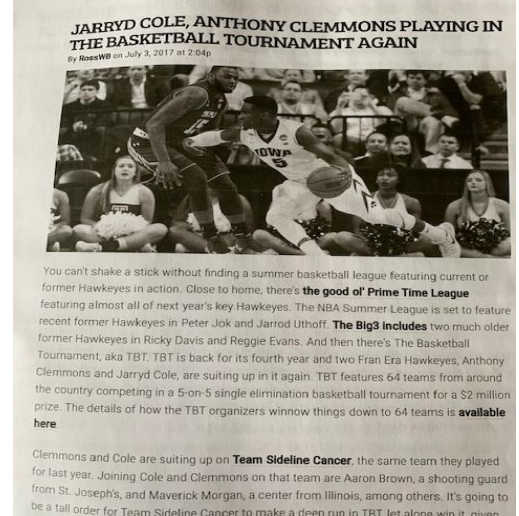 JARRYD COLE, ANTHONY CLEMMONS PLAYING IN
THE BASKETBALL TOURNAMENT AGAIN
By RossWB on July 3, 2017 at 2:04p
IOWA
5
You can't shake a stick without finding a summer basketball league featuring current or
former Hawkeyes in action. Close to home, there's the good ol' Prime Time League
featuring almost all of next year's key Hawkeyes. The NBA Summer League is set to feature
recent former Hawkeyes in Peter Jok and Jarrod Uthoff. The Big3 includes two much older
former Hawkeyes in Ricky Davis and Reggie Evans. And then there's The Basketball
Tournament, aka TBT. TBT is back for its fourth year and two Fran Era Hawkeyes, Anthony
Clemmons and Jarryd Cole, are suiting up in it again. TBT features 64 teams from around
the country competing in a 5-on-5 single elimination basketball tournament for a $2 million
prize. The details of how the TBT organizers winnow things down to 64 teams is available
here.
Clemmons and Cole are suiting up on Team Sideline Cancer, the same team they played
for last year. Joining Cole and Clemmons on that team are Aaron Brown, a shooting guard
from St. Joseph's, and Maverick Morgan, a center from Illinois, among others. It's going to
be a tall order for Team Sideline Cancer to make a deep run in TBT let alone win it, given